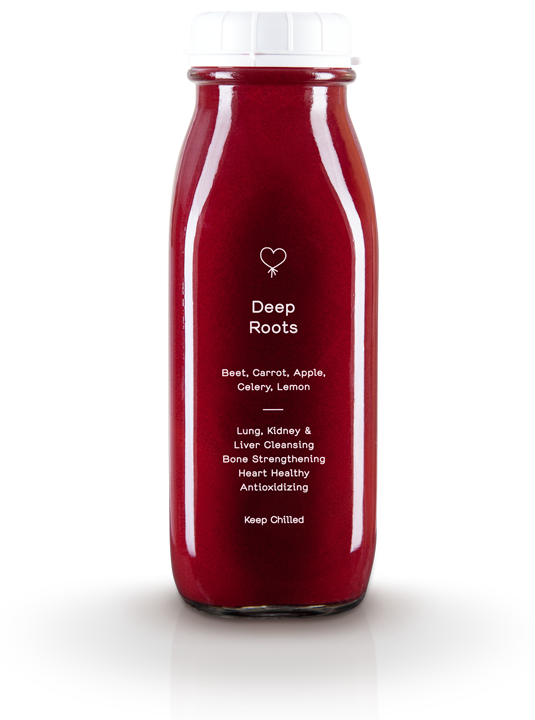 Deep
Roots
Beet, Carrot, Apple,
Celery, Lemon
Lung, Kidney &
Liver Cleansing
Bone Strengthening
Heart Healthy
Antioxidizing
Keep Chilled